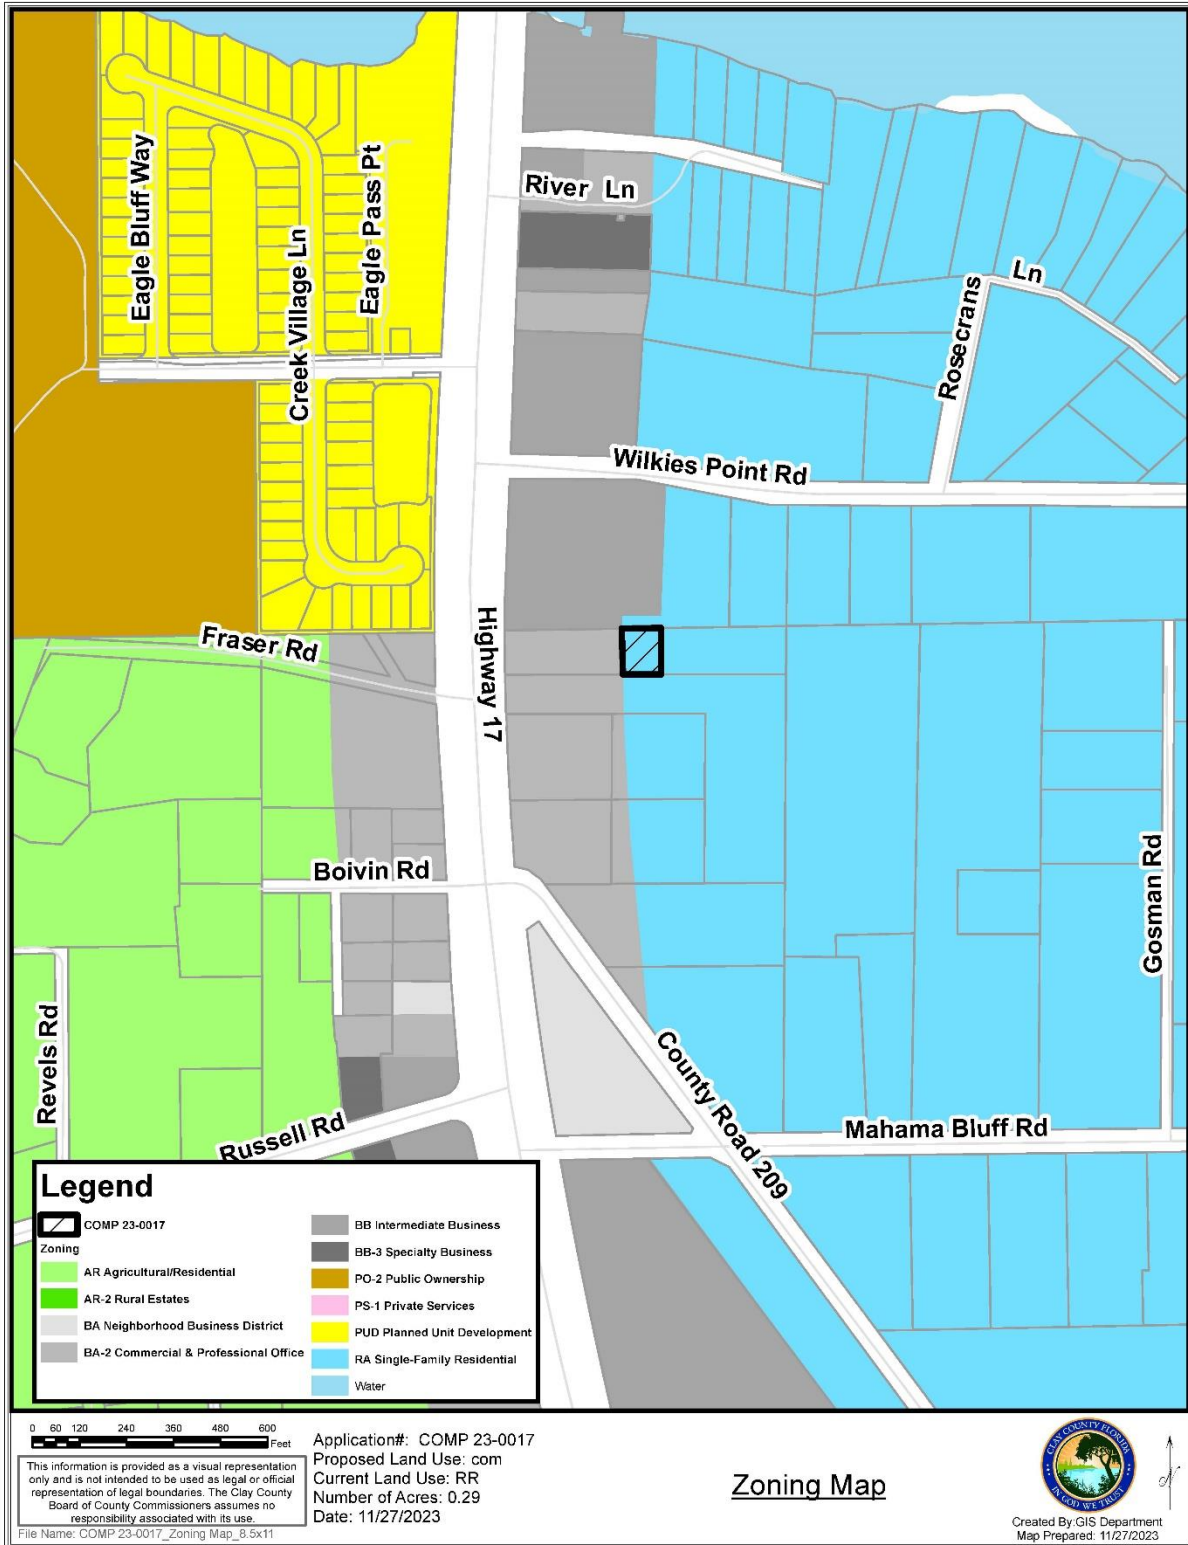 Eagle Bluff Way
Creek Village Ln
Eagle Pass Pt
River Ln
Rosecrans Ln
Wilkies Point Rd
Fraser Rd
Highway 17
Boivin Rd
Revels Rd
Russell Rd
County Road 209
Gosman Rd
Mahama Bluff Rd
Legend
COMP 23-0017
Zoning
AR Agricultural/Residential
AR-2 Rural Estates
BA Neighborhood Business District
BA-2 Commercial & Professional Office
BB Intermediate Business
BB-3 Specialty Business
PO-2 Public Ownership
PS-1 Private Services
PUD Planned Unit Development
RA Single-Family Residential
Water
0 60 120 240 360 480 600
Feet
This information is provided as a visual representation
only and is not intended to be used as legal or official
representation of legal boundaries. The Clay County
Board of County Commissioners assumes no
responsibility associated with its use.
File Name: COMP 23-0017_Zoning Map_8.5x11
Application#: COMP 23-0017
Proposed Land Use: com
Current Land Use: RR
Number of Acres: 0.29
Date: 11/27/2023
Zoning Map
CLAY COUNTY FLORIDA
IN GOD WE TRUST
N
Created By:GIS Department
Map Prepared: 11/27/2023